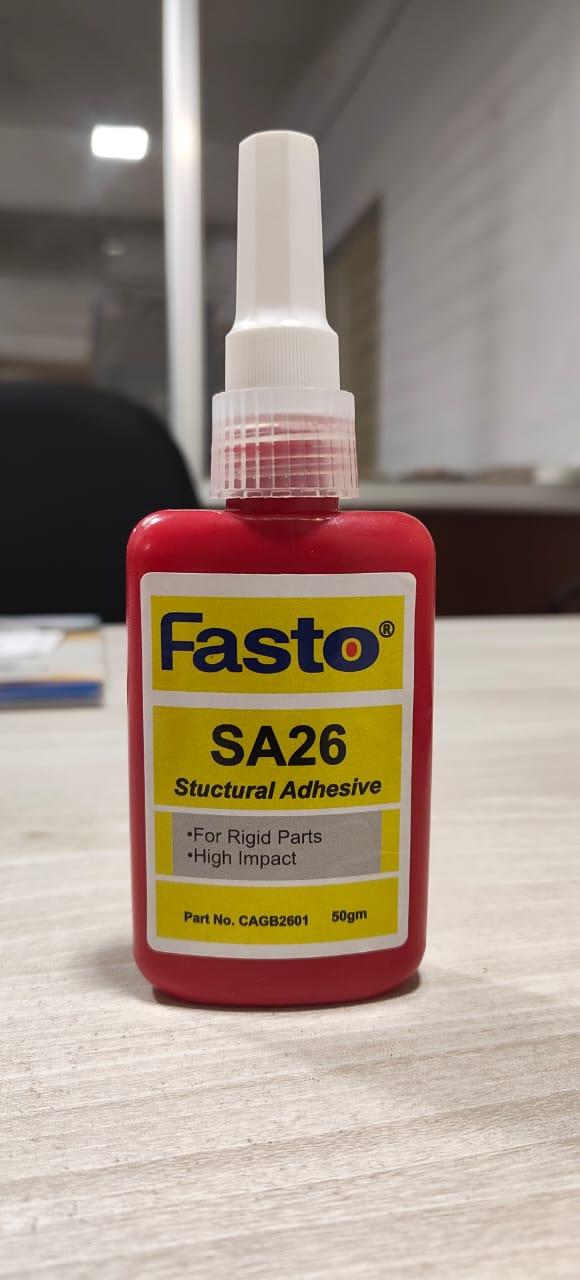 Fasto®
SA26
Stuctural Adhesive
•For Rigid Parts
•High Impact
Part No. CAGB2601 50gm